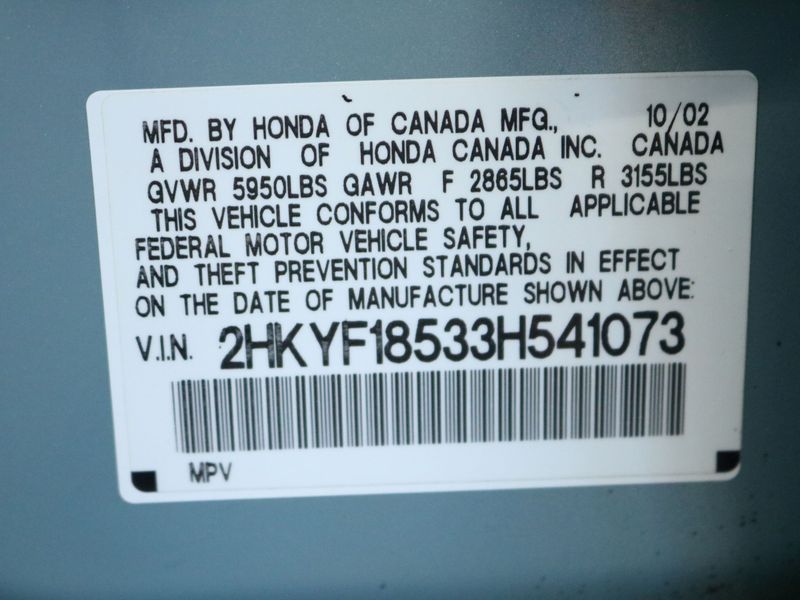 MFD. BY HONDA OF CANADA MFG., 10/02
A DIVISION OF HONDA CANADA INC. CANADA
GVWR 5950LBS GAWR F 2865LBS R 3155LBS
THIS VEHICLE CONFORMS TO ALL APPLICABLE
FEDERAL MOTOR VEHICLE SAFETY,
AND THEFT PREVENTION STANDARDS IN EFFECT
ON THE DATE OF MANUFACTURE SHOWN ABOVE:
V.I.N. 2HKYF18533H541073
MPV